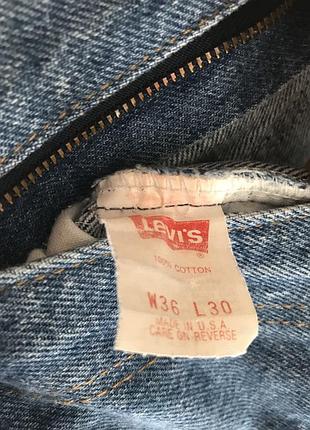 LEVI'S
100% COTTON
W36 L30
MADE IN U.S.A.
CARE ON REVERSE